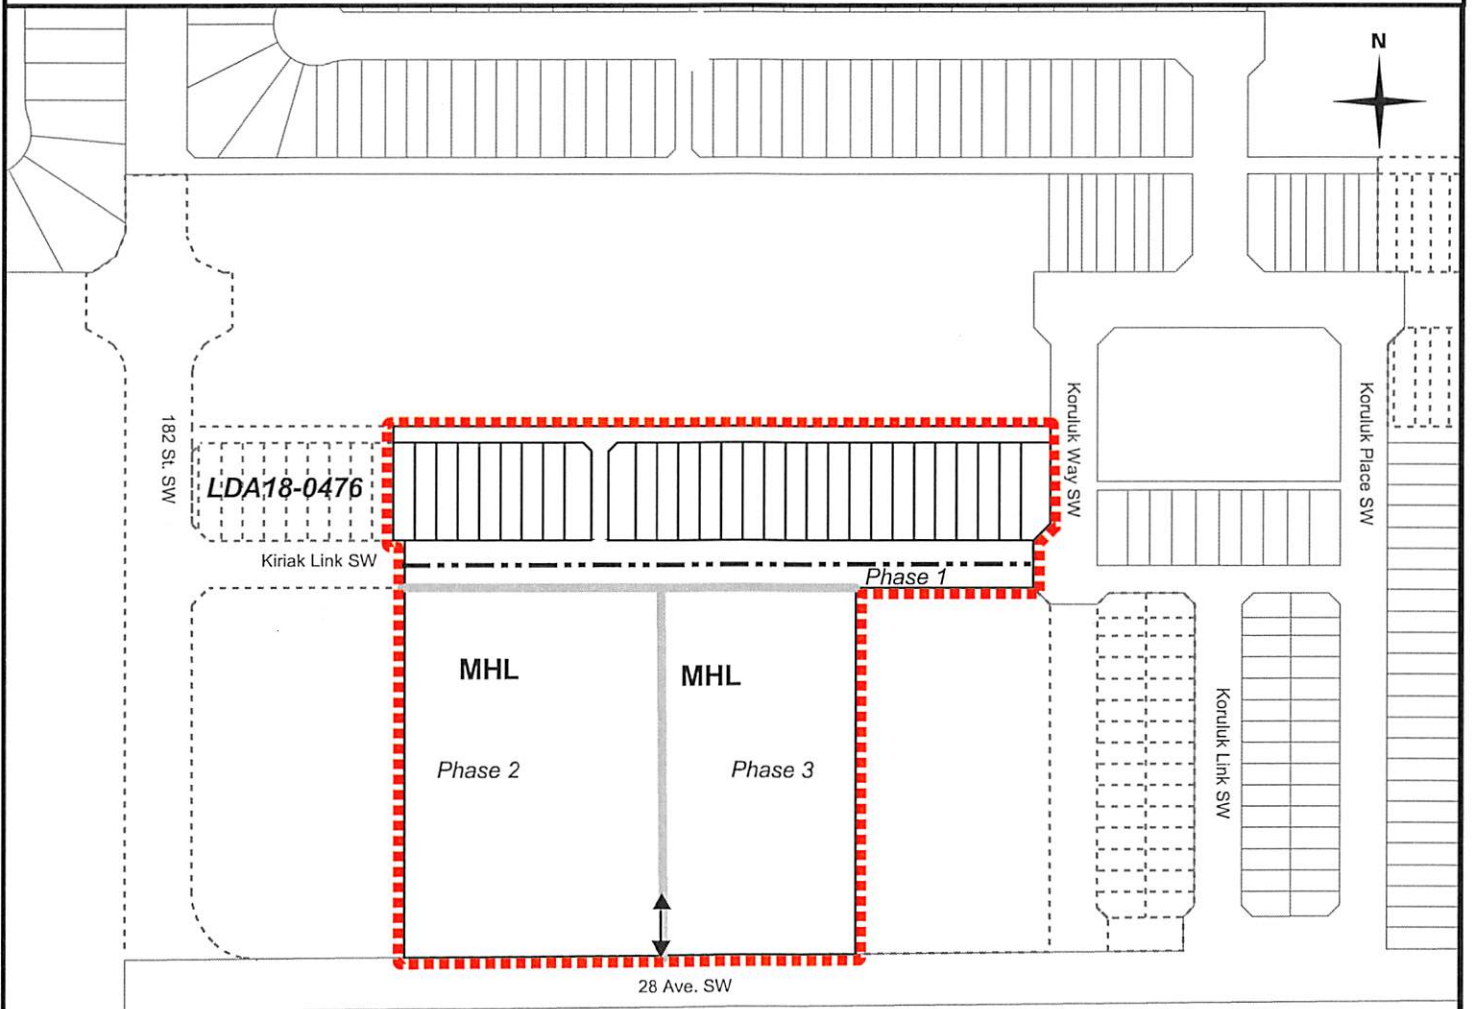 N
182 St. SW
LDA18-0476
Koruluk Way SW
Koruluk Place SW
Kiriak Link SW
Phase 1
MHL
MHL
Koruluk Link SW
Phase 2
Phase 3
28 Ave. SW